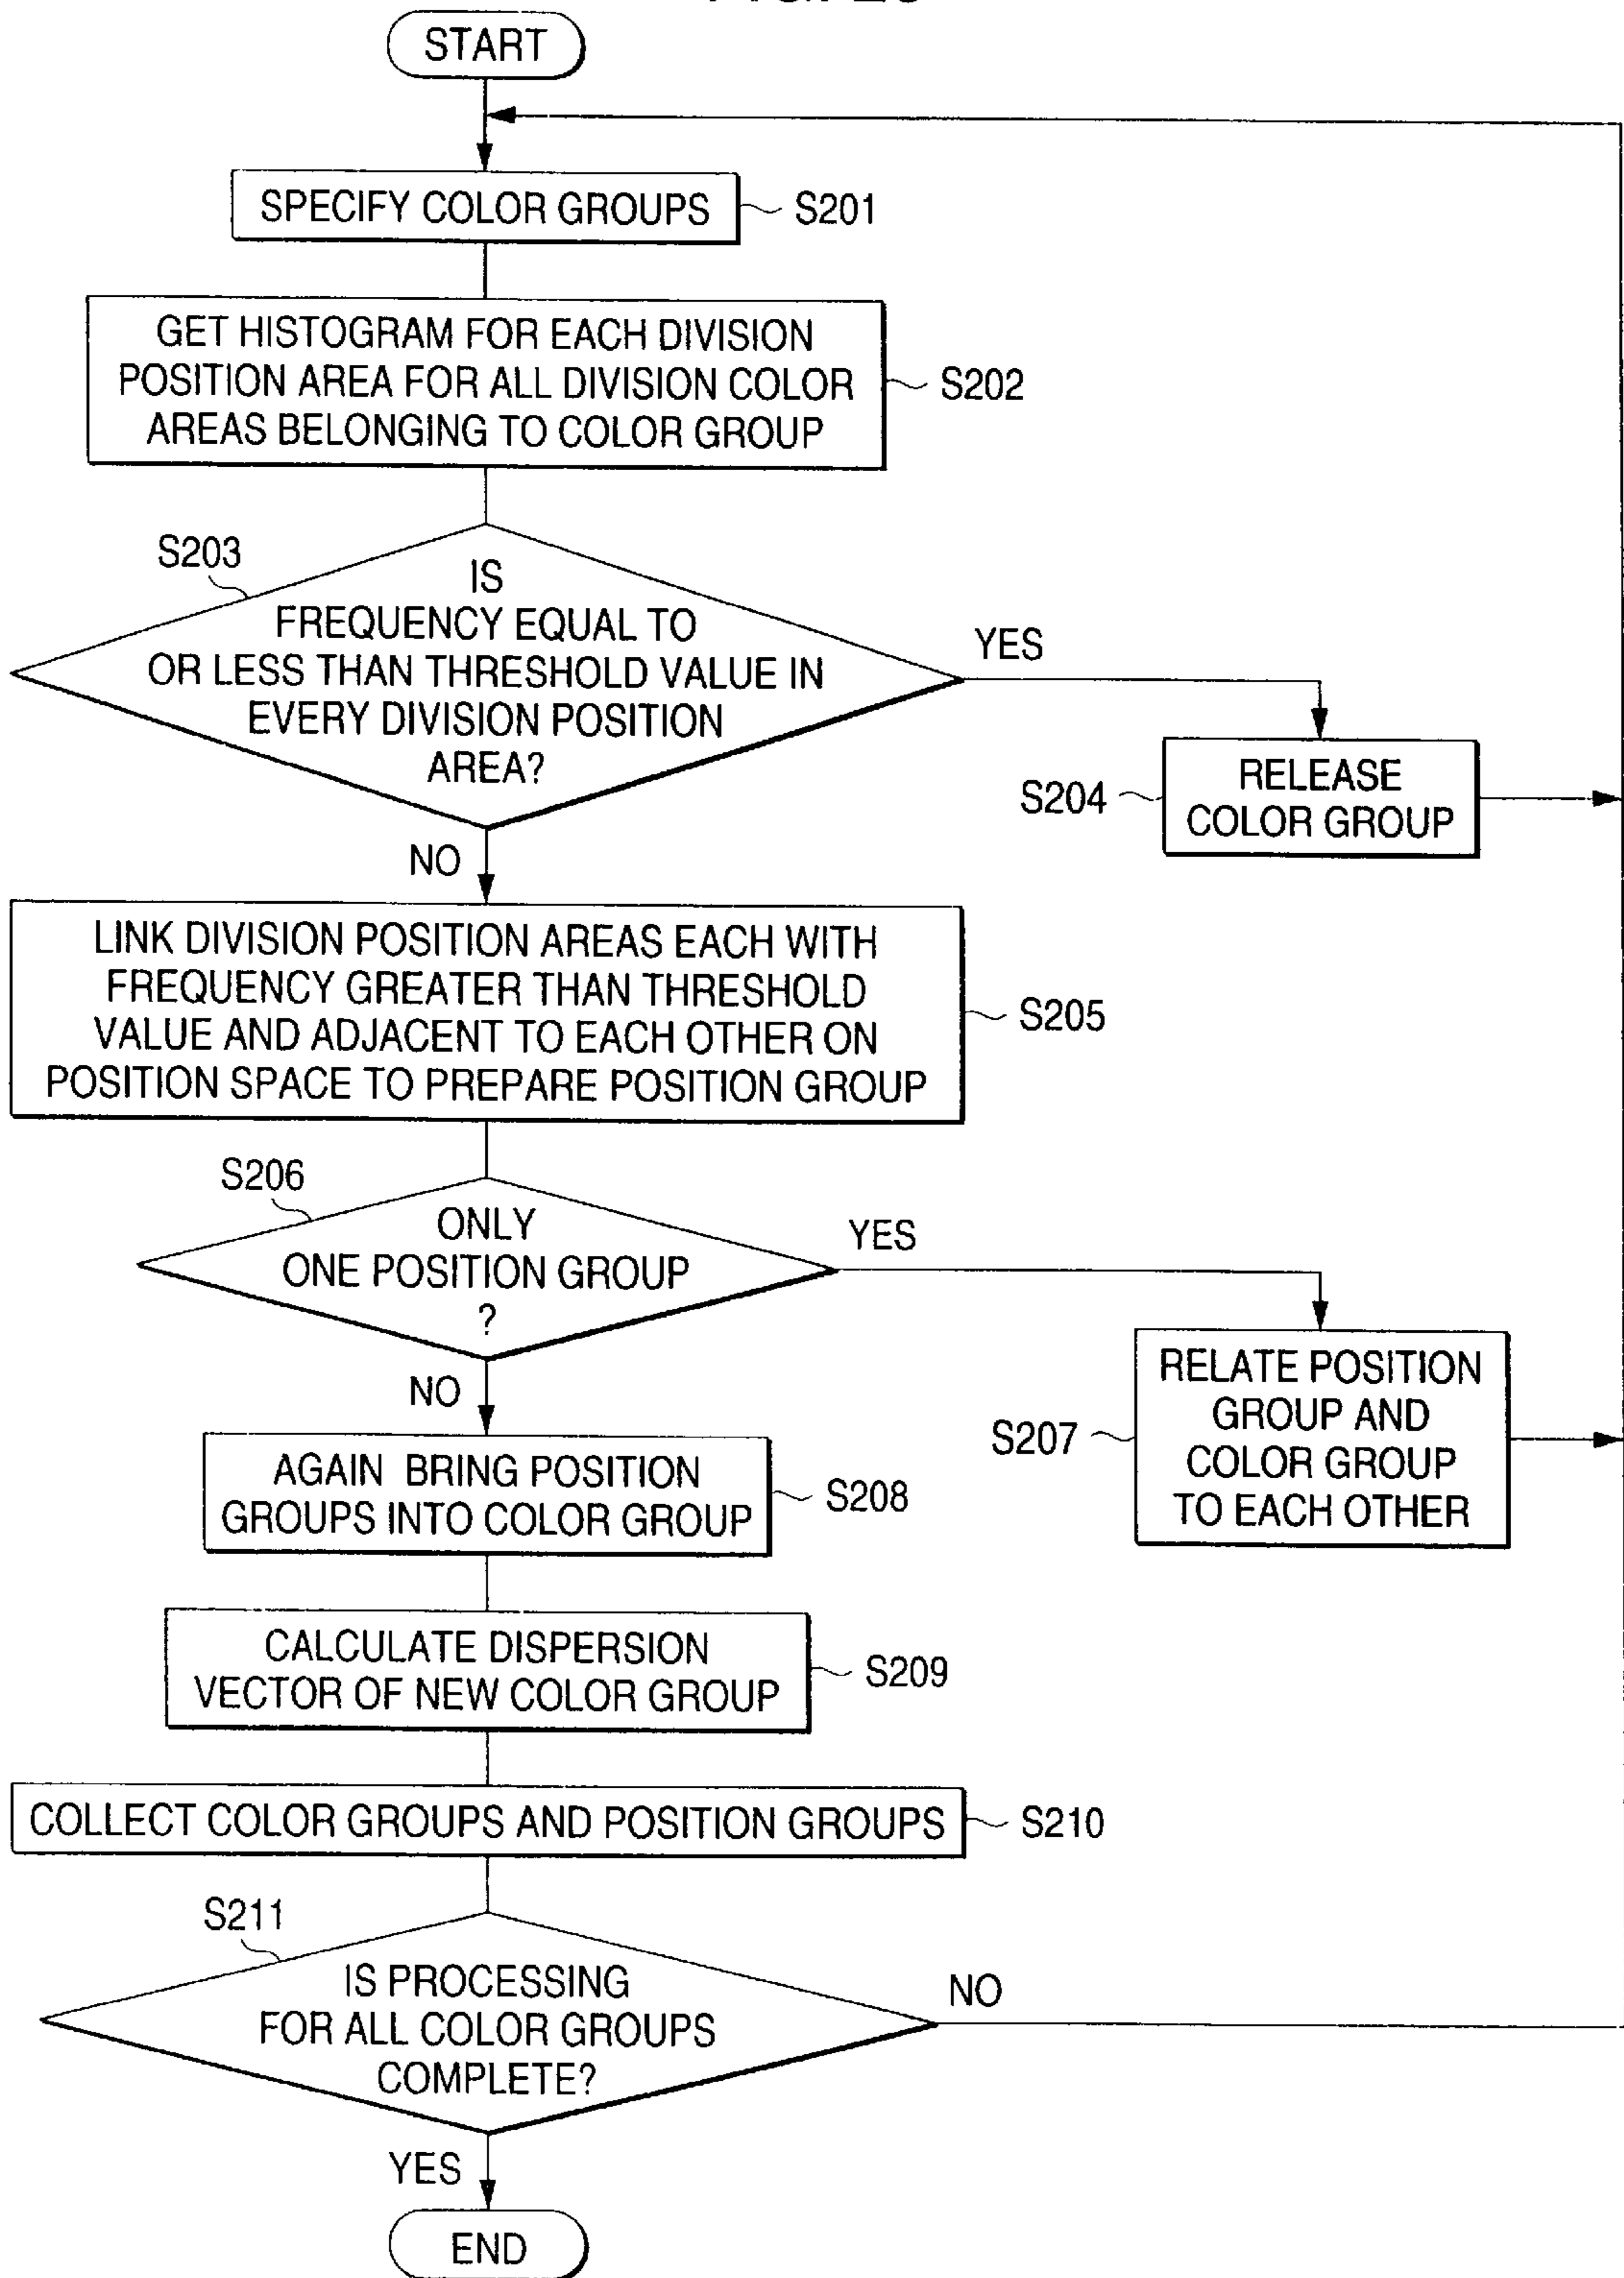 START
SPECIFY COLOR GROUPS
S201
GET HISTOGRAM FOR EACH DIVISION
POSITION AREA FOR ALL DIVISION COLOR
AREAS BELONGING TO COLOR GROUP
S202
S203
IS
FREQUENCY EQUAL TO
OR LESS THAN THRESHOLD VALUE IN
EVERY DIVISION POSITION
AREA?
YES
S204
RELEASE
COLOR GROUP
NO
LINK DIVISION POSITION AREAS EACH WITH
FREQUENCY GREATER THAN THRESHOLD
VALUE AND ADJACENT TO EACH OTHER ON
POSITION SPACE TO PREPARE POSITION GROUP
S205
S206
ONLY
ONE POSITION GROUP
?
YES
S207
RELATE POSITION
GROUP AND
COLOR GROUP
TO EACH OTHER
NO
AGAIN BRING POSITION
GROUPS INTO COLOR GROUP
S208
CALCULATE DISPERSION
VECTOR OF NEW COLOR GROUP
S209
COLLECT COLOR GROUPS AND POSITION GROUPS
S210
S211
IS PROCESSING
FOR ALL COLOR GROUPS
COMPLETE?
NO
YES
END